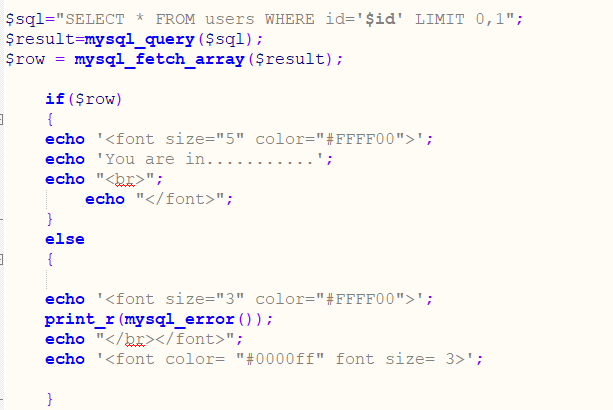 $sql="SELECT * FROM users WHERE id='$id' LIMIT 0,1";
$result=mysql_query($sql);
$row = mysql_fetch_array($result);
if($row)
{
echo '<font size="5" color="#FFFF00">';
echo 'You are in...........';
echo "<br>";
echo "</font>";
}
else
{
echo '<font size="3" color="#FFFF00">';
print_r(mysql_error());
echo "</br></font>";
echo '<font color= "#0000ff" font size= 3>';
}